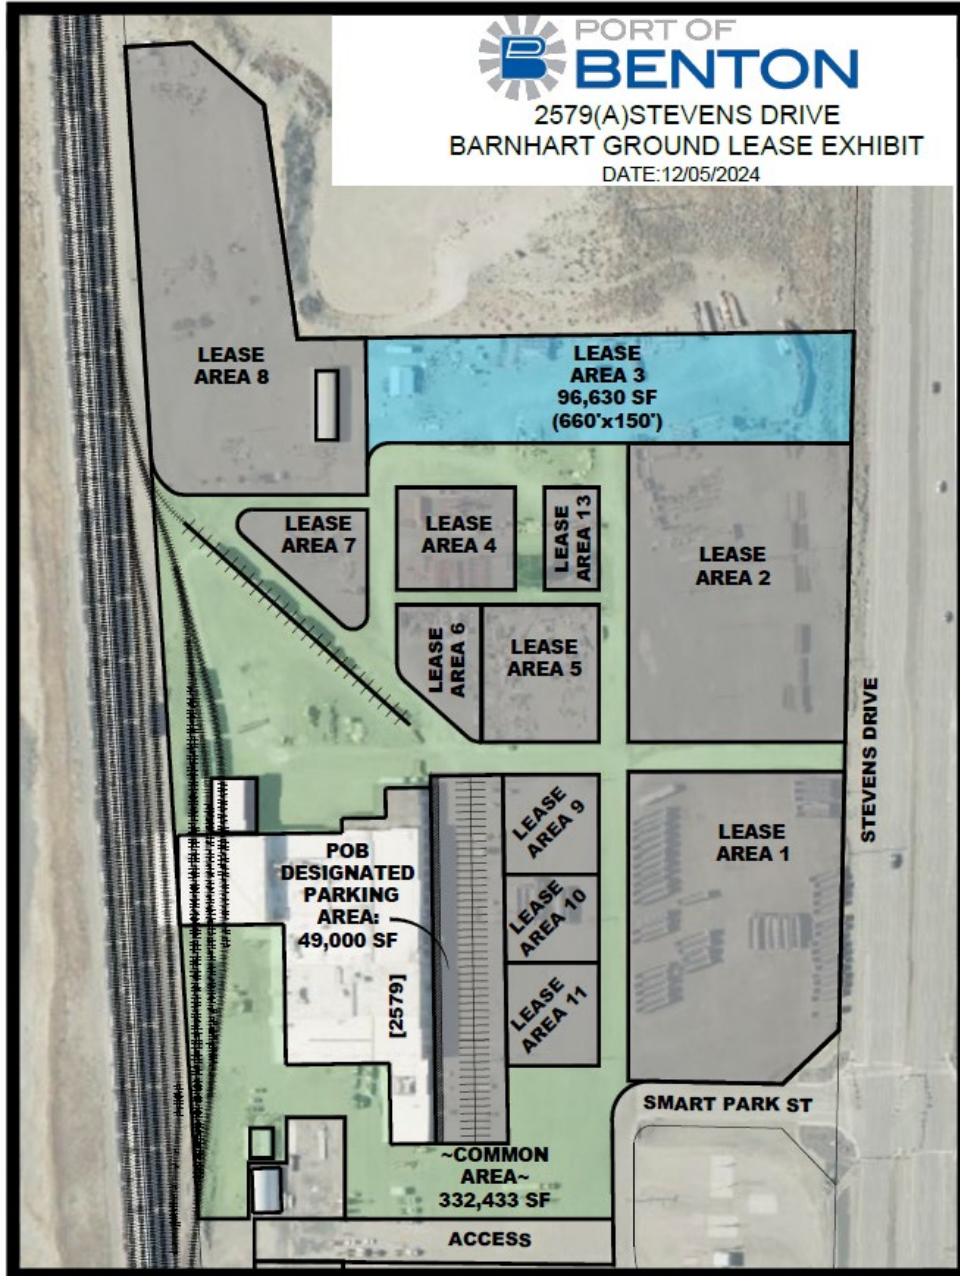 PORT OF
BENTON
2579(A)STEVENS DRIVE
BARNHART GROUND LEASE EXHIBIT
DATE:12/05/2024
LEASE
AREA 8
LEASE
AREA 3
96,630 SF
(660'x150')
LEASE
AREA 7
LEASE
AREA 4
LEASE
AREA 13
LEASE
AREA 2
LEASE
AREA 6
LEASE
AREA 5
STEVENS DRIVE
LEASE
AREA 9
LEASE
AREA 1
POB
DESIGNATED
PARKING
AREA:
49,000 SF
LEASE
AREA 10
[2579]
LEASE
AREA 11
SMART PARK ST
~COMMON
AREA~
332,433 SF
ACCESS